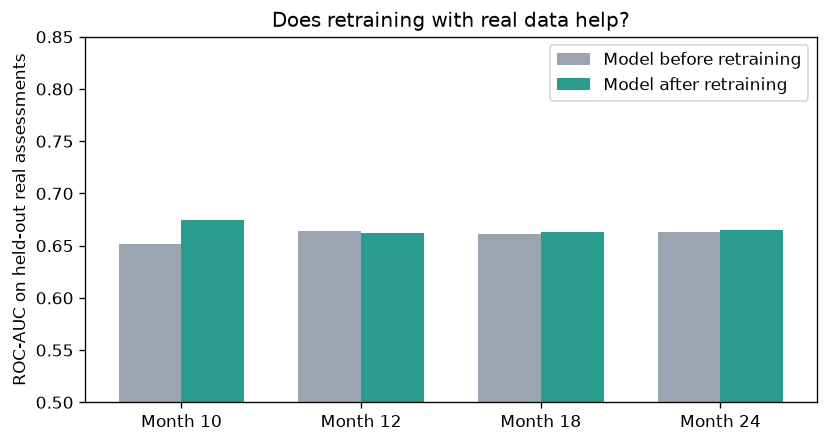 Does retraining with real data help?
ROC-AUC on held-out real assessments
0.85
0.80
0.75
0.70
0.65
0.60
0.55
0.50
Model before retraining
Model after retraining
Month 10
Month 12
Month 18
Month 24